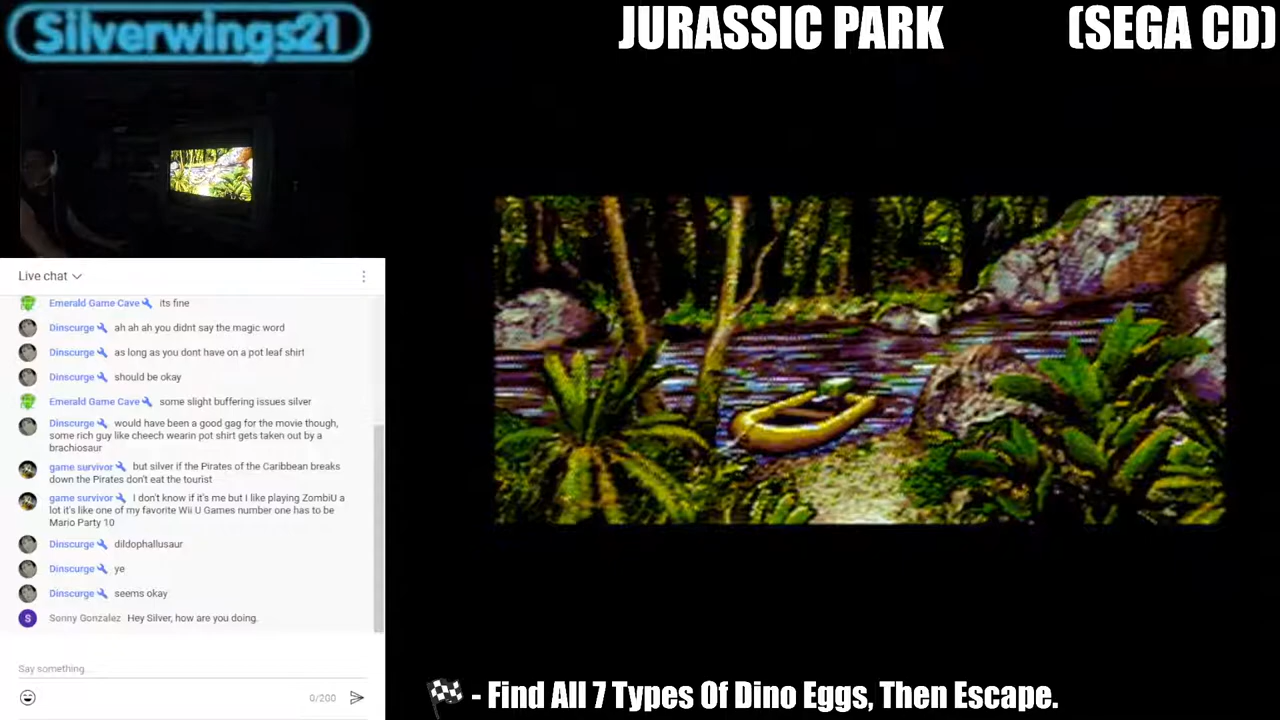 Silverwings21
JURASSIC PARK (SEGA CD)
Live chat
Emerald Game Cave its fine
Dinscurge ah ah ah you didnt say the magic word
Dinscurge as long as you dont have on a pot leaf shirt
Dinscurge should be okay
Emerald Game Cave some slight buffering issues silver
Dinscurge would have been a good gag for the movie though,
some rich guy like cheech wearin pot shirt gets taken out by a
brachiosaur
game survivor but silver if the Pirates of the Caribbean breaks
down the Pirates don't eat the tourist
game survivor I don't know if it's me but I like playing ZombiU a
lot it's like one of my favorite Wii U Games number one has to be
Mario Party 10
Dinscurge dildophallusaur
Dinscurge ye
Dinscurge seems okay
S Sonny Gonzalez Hey Silver, how are you doing.
Say something...
0/200
- Find All 7 Types Of Dino Eggs, Then Escape.